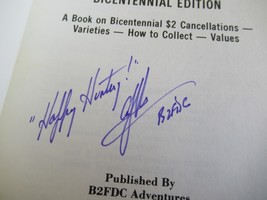 BICENTENNIAL EDITION
A Book on Bicentennial $2 Cancellations —
Varieties — How to Collect — Values
"Happy Hunting!"
B2FDC
Published By
B2FDC Adventures